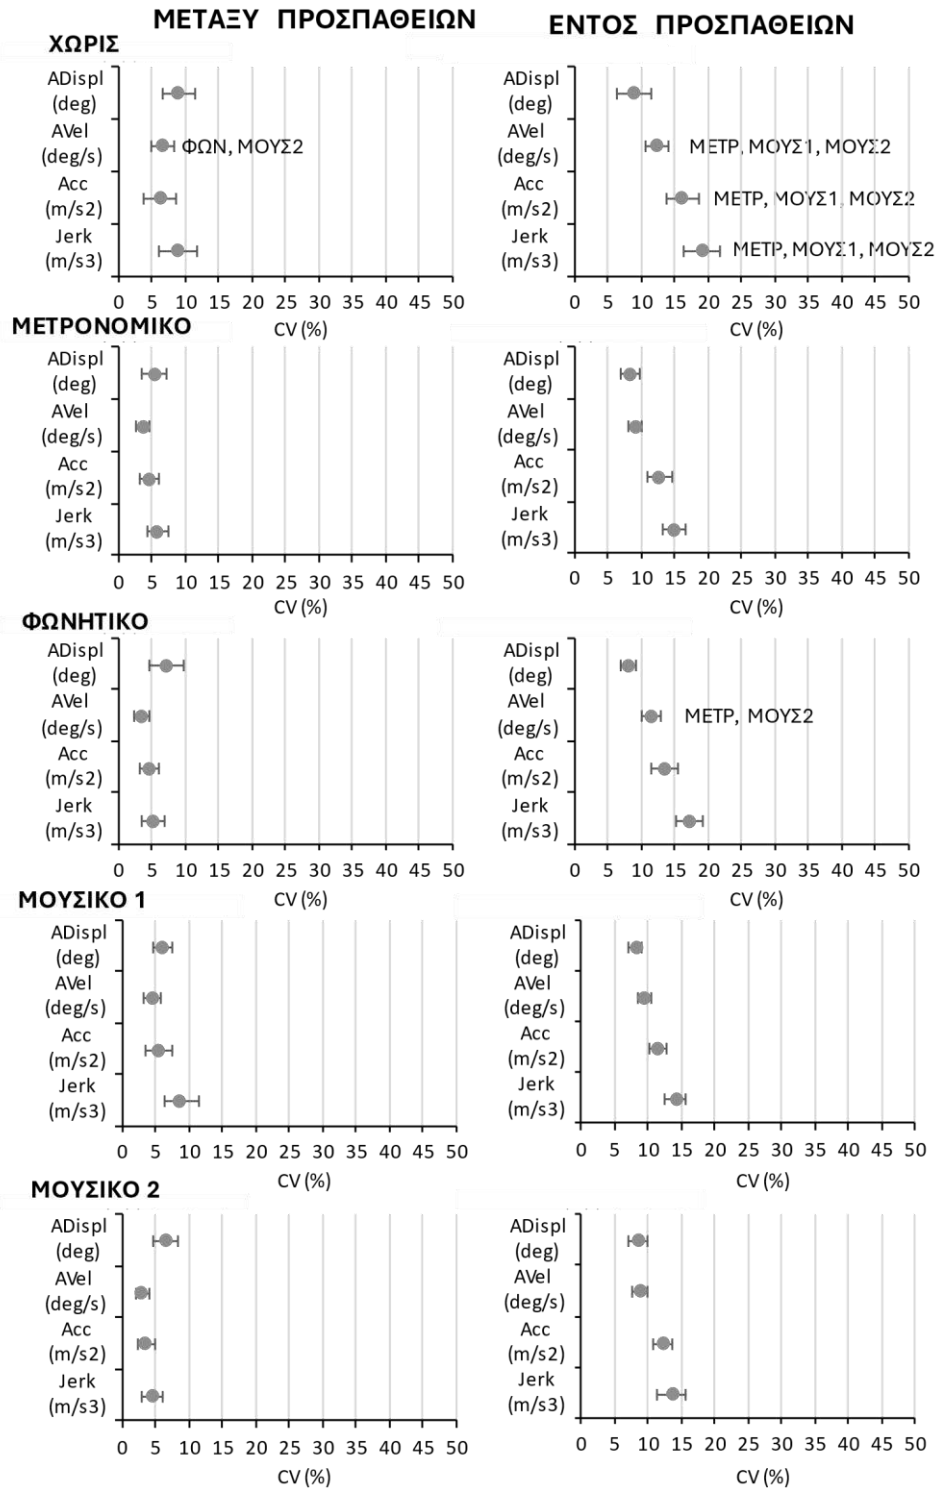 ΜΕΤΑΞΥ ΠΡΟΣΠΑΘΕΙΩΝ
ΕΝΤΟΣ ΠΡΟΣΠΑΘΕΙΩΝ
ΧΩΡΙΣ
ADispl
(deg)
AVel
(deg/s)
ΦΩΝ, ΜΟΥΣ2
Acc
(m/s2)
Jerk
(m/s3)
0 5 10 15 20 25 30 35 40 45 50
CV (%)
ADispl
(deg)
AVel
(deg/s)
ΜΕΤΡ, ΜΟΥΣ1, ΜΟΥΣ2
Acc
(m/s2)
ΜΕΤΡ, ΜΟΥΣ1, ΜΟΥΣ2
Jerk
(m/s3)
ΜΕΤΡ, ΜΟΥΣ1, ΜΟΥΣ2
0 5 10 15 20 25 30 35 40 45 50
CV (%)
ΜΕΤΡΟΝΟΜΙΚΟ
ADispl
(deg)
AVel
(deg/s)
Acc
(m/s2)
Jerk
(m/s3)
0 5 10 15 20 25 30 35 40 45 50
CV (%)
ADispl
(deg)
AVel
(deg/s)
Acc
(m/s2)
Jerk
(m/s3)
0 5 10 15 20 25 30 35 40 45 50
CV (%)
ΦΩΝΗΤΙΚΟ
ADispl
(deg)
AVel
(deg/s)
Acc
(m/s2)
Jerk
(m/s3)
0 5 10 15 20 25 30 35 40 45 50
CV (%)
ADispl
(deg)
AVel
(deg/s)
ΜΕΤΡ, ΜΟΥΣ2
Acc
(m/s2)
Jerk
(m/s3)
0 5 10 15 20 25 30 35 40 45 50
CV (%)
ΜΟΥΣΙΚΟ 1
ADispl
(deg)
AVel
(deg/s)
Acc
(m/s2)
Jerk
(m/s3)
0 5 10 15 20 25 30 35 40 45 50
CV (%)
ADispl
(deg)
AVel
(deg/s)
Acc
(m/s2)
Jerk
(m/s3)
0 5 10 15 20 25 30 35 40 45 50
CV (%)
ΜΟΥΣΙΚΟ 2
ADispl
(deg)
AVel
(deg/s)
Acc
(m/s2)
Jerk
(m/s3)
0 5 10 15 20 25 30 35 40 45 50
CV (%)
ADispl
(deg)
AVel
(deg/s)
Acc
(m/s2)
Jerk
(m/s3)
0 5 10 15 20 25 30 35 40 45 50
CV (%)